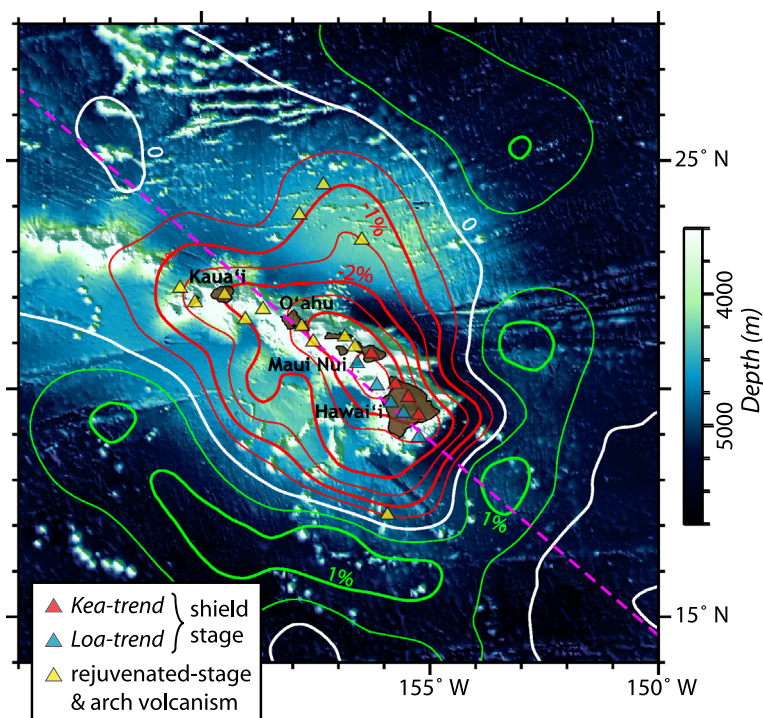 0
0
25° N
-1%
-2%
Kaua'i
O'ahu
Maui Nui
Hawai'i
4000
5000
Depth (m)
1%
1%
15° N
Kea-trend
Loa-trend
shield
stage
rejuvenated-stage
& arch volcanism
155° W
150° W